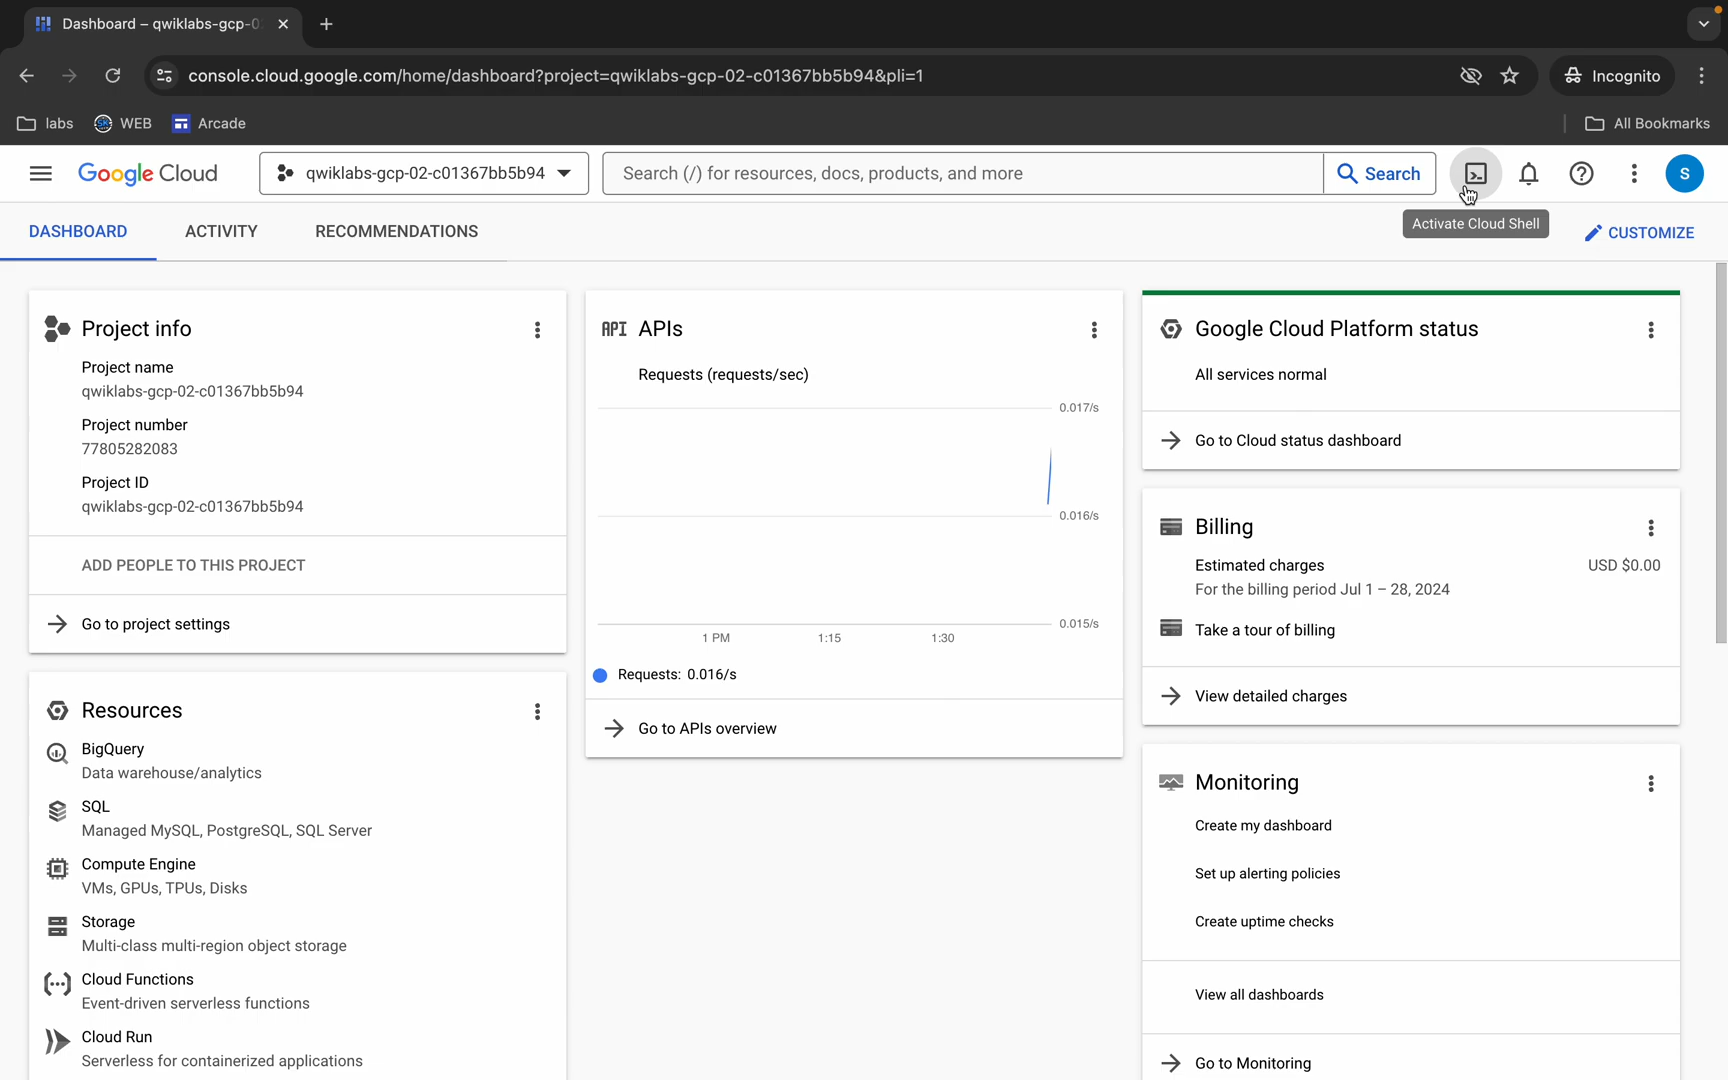 Dashboard – qwiklabs-gcp-0
console.cloud.google.com/home/dashboard?project=qwiklabs-gcp-02-c01367bb5b94&pli=1
Incognito
labs
WEB
Arcade
All Bookmarks
Google Cloud
qwiklabs-gcp-02-c01367bb5b94
Search (/) for resources, docs, products, and more
Search
S
DASHBOARD
ACTIVITY
RECOMMENDATIONS
Activate Cloud Shell
CUSTOMIZE
Project info
Project name
qwiklabs-gcp-02-c01367bb5b94
Project number
77805282083
Project ID
qwiklabs-gcp-02-c01367bb5b94
ADD PEOPLE TO THIS PROJECT
Go to project settings
Resources
BigQuery
Data warehouse/analytics
SQL
Managed MySQL, PostgreSQL, SQL Server
Compute Engine
VMs, GPUs, TPUs, Disks
Storage
Multi-class multi-region object storage
Cloud Functions
Event-driven serverless functions
Cloud Run
Serverless for containerized applications
API APIs
Requests (requests/sec)
0.017/s
0.016/s
0.015/s
1 PM 1:15 1:30
Requests: 0.016/s
Go to APIs overview
Google Cloud Platform status
All services normal
Go to Cloud status dashboard
Billing
Estimated charges USD $0.00
For the billing period Jul 1 – 28, 2024
Take a tour of billing
View detailed charges
Monitoring
Create my dashboard
Set up alerting policies
Create uptime checks
View all dashboards
Go to Monitoring